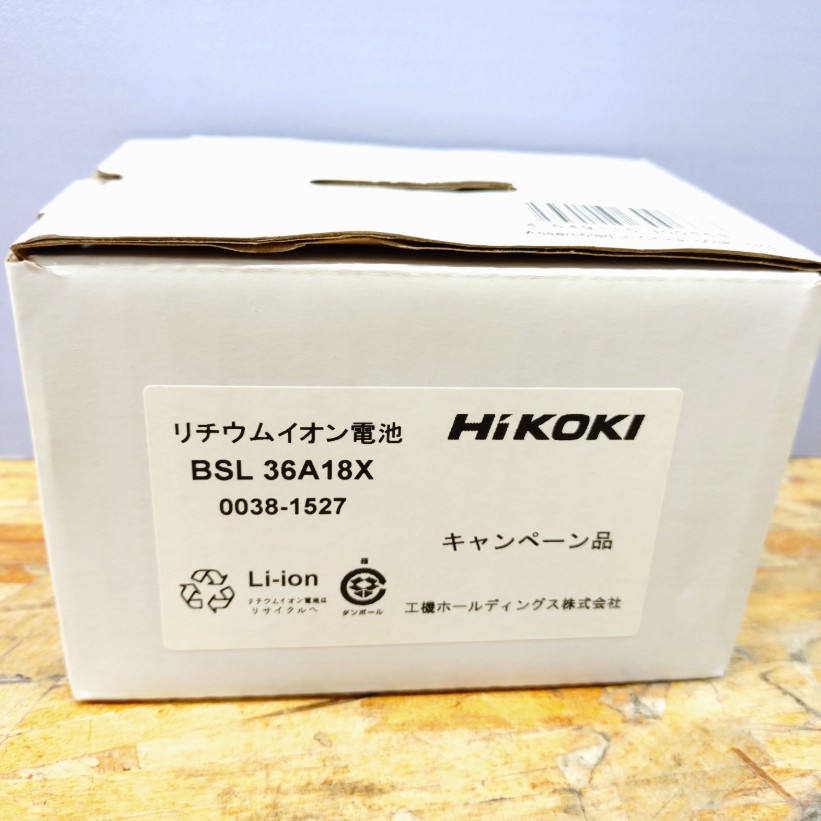 リチウムイオン電池
HiKOKI
BSL 36A18X
0038-1527
キャンペーン品
Li-ion
リチウムイオン電池は
リサイクルへ
箱
ダンボール
工機ホールディングス株式会社